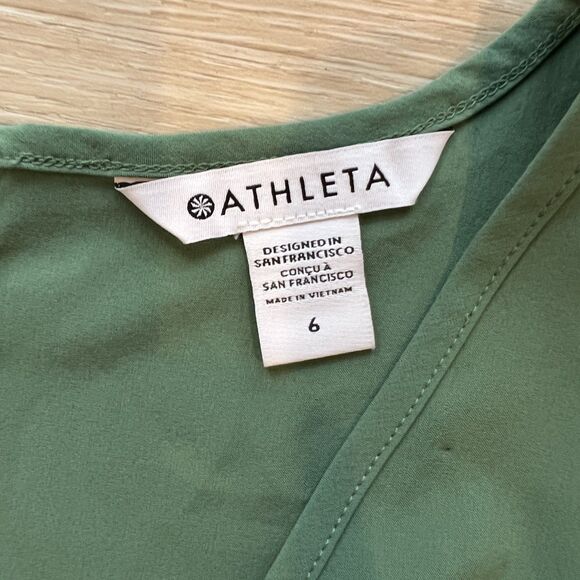 ATHLETA
DESIGNED IN
SAN FRANCISCO
CONÇU À
SAN FRANCISCO
MADE IN VIETNAM
6